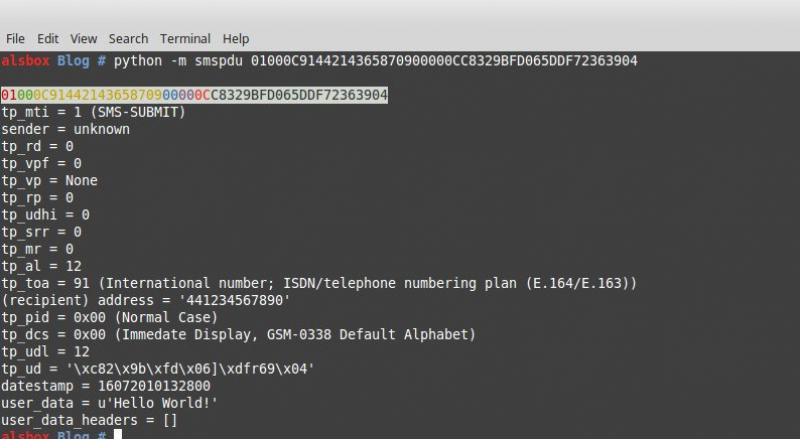 File Edit View Search Terminal Help
alsbox Blog # python -m smspdu 01000C9144214365870900000CC8329BFD065DDF72363904
01000C9144214365870900000CC8329BFD065DDF72363904
tp_mti = 1 (SMS-SUBMIT)
sender = unknown
tp_rd = 0
tp_vpf = 0
tp_vp = None
tp_rp = 0
tp_udhi = 0
tp_srr = 0
tp_mr = 0
tp_al = 12
tp_toa = 91 (International number; ISDN/telephone numbering plan (E.164/E.163))
(recipient) address = '441234567890'
tp_pid = 0x00 (Normal Case)
tp_dcs = 0x00 (Immedate Display, GSM-0338 Default Alphabet)
tp_udl = 12
tp_ud = '\xc82\x9b\xfd\x06]\xdfr69\x04'
datestamp = 16072010132800
user_data = u'Hello World!'
user_data_headers = []
alsbox Blog #